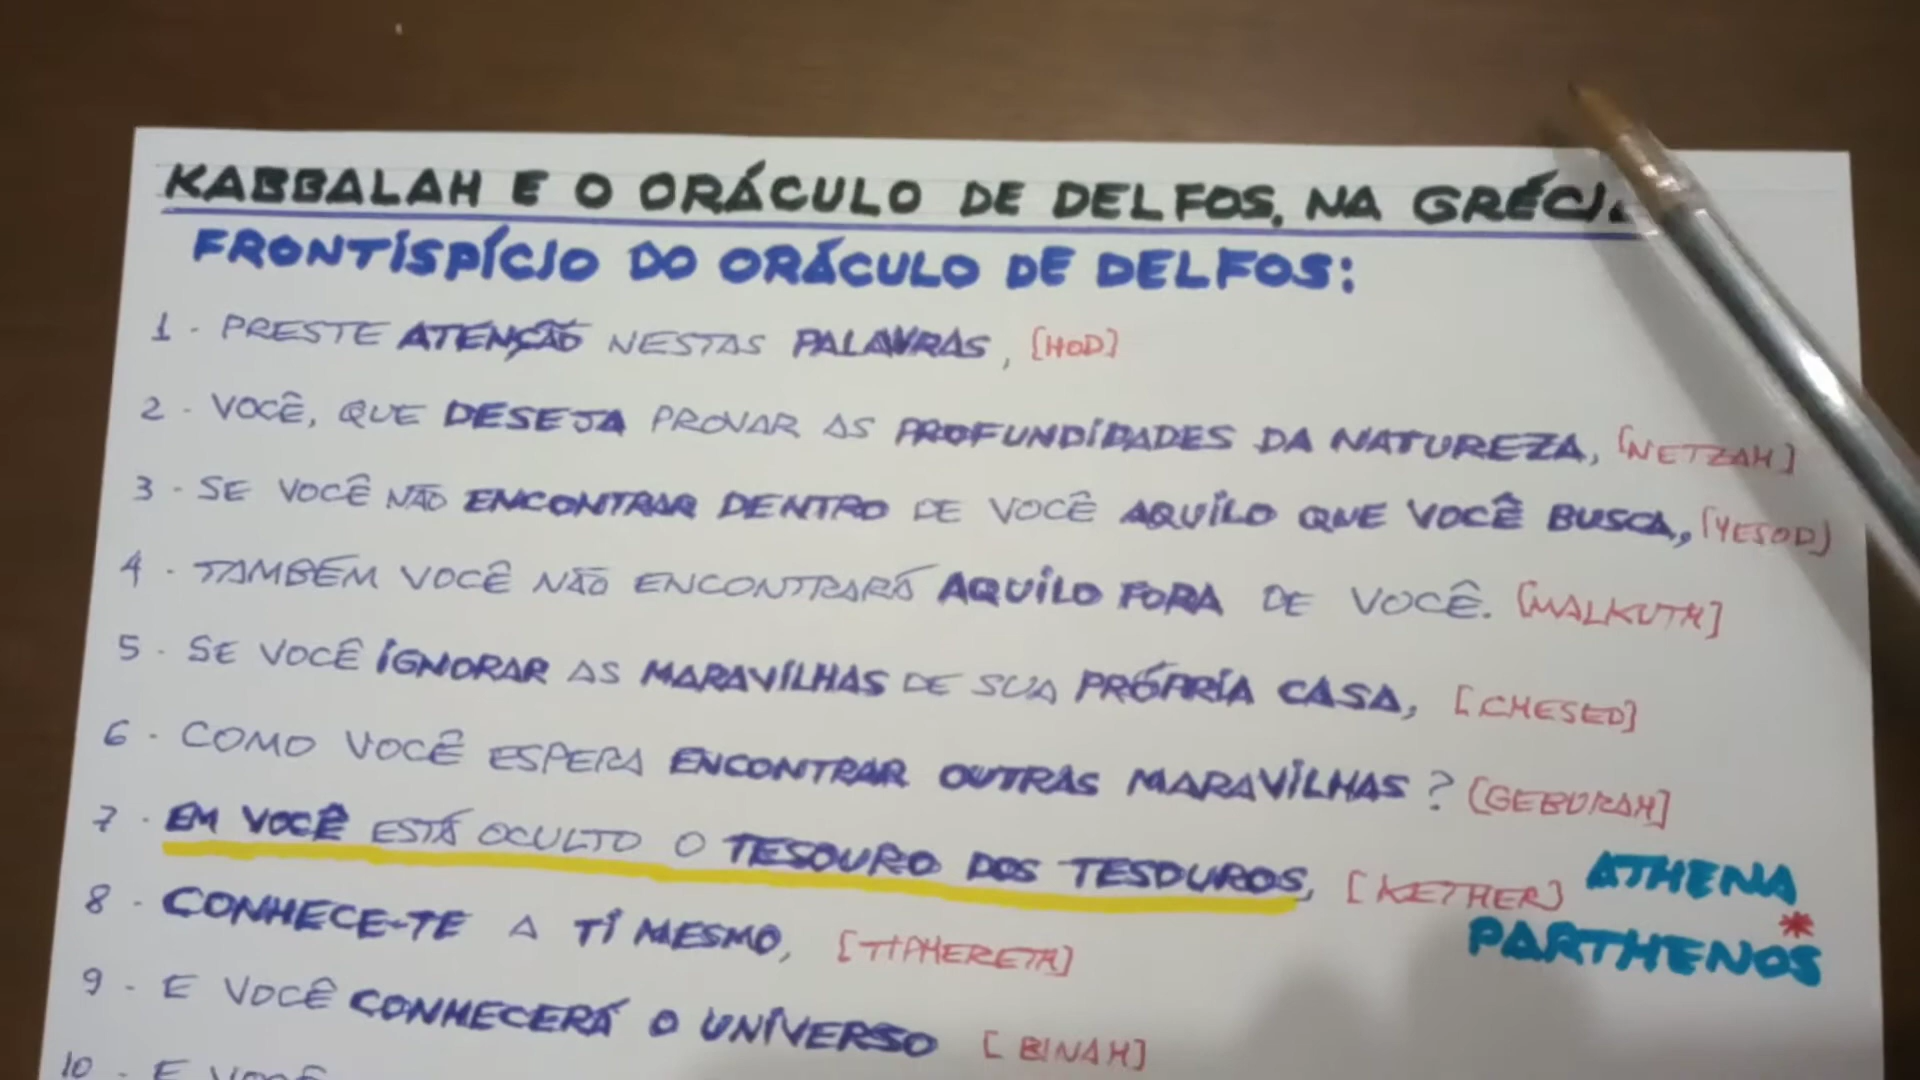 KABBALAH E O ORÁCULO DE DELFOS, NA GRÉCI
FRONTISPÍCIO DO ORÁCULO DE DELFOS:
1 - PRESTE ATENÇÃO NESTAS PALAVRAS, [HOD]
2 - VOCÊ, QUE DESEJA PROVAR AS PROFUNDIDADES DA NATUREZA, [NETZAH]
3 - SE VOCÊ NÃO ENCONTRAR DENTRO DE VOCÊ AQUILO QUE VOCÊ BUSCA, [YESOD]
4 - TAMBÉM VOCÊ NÃO ENCONTRARÁ AQUILO FORA DE VOCÊ. [MALKUTH]
5 - SE VOCÊ IGNORAR AS MARAVILHAS DE SUA PRÓPRIA CASA, [CHESED]
6 - COMO VOCÊ ESPERA ENCONTRAR OUTRAS MARAVILHAS? [GEBURAH]
7 - EM VOCÊ ESTÁ OCULTO O TESOURO DOS TESOUROS, [KETHER] ATHENA
PARTHENOS *
8 - CONHECE-TE A TI MESMO, [TIPHERETH]
9 - E VOCÊ CONHECERÁ O UNIVERSO [BINAH]
10 - E VOCÊ